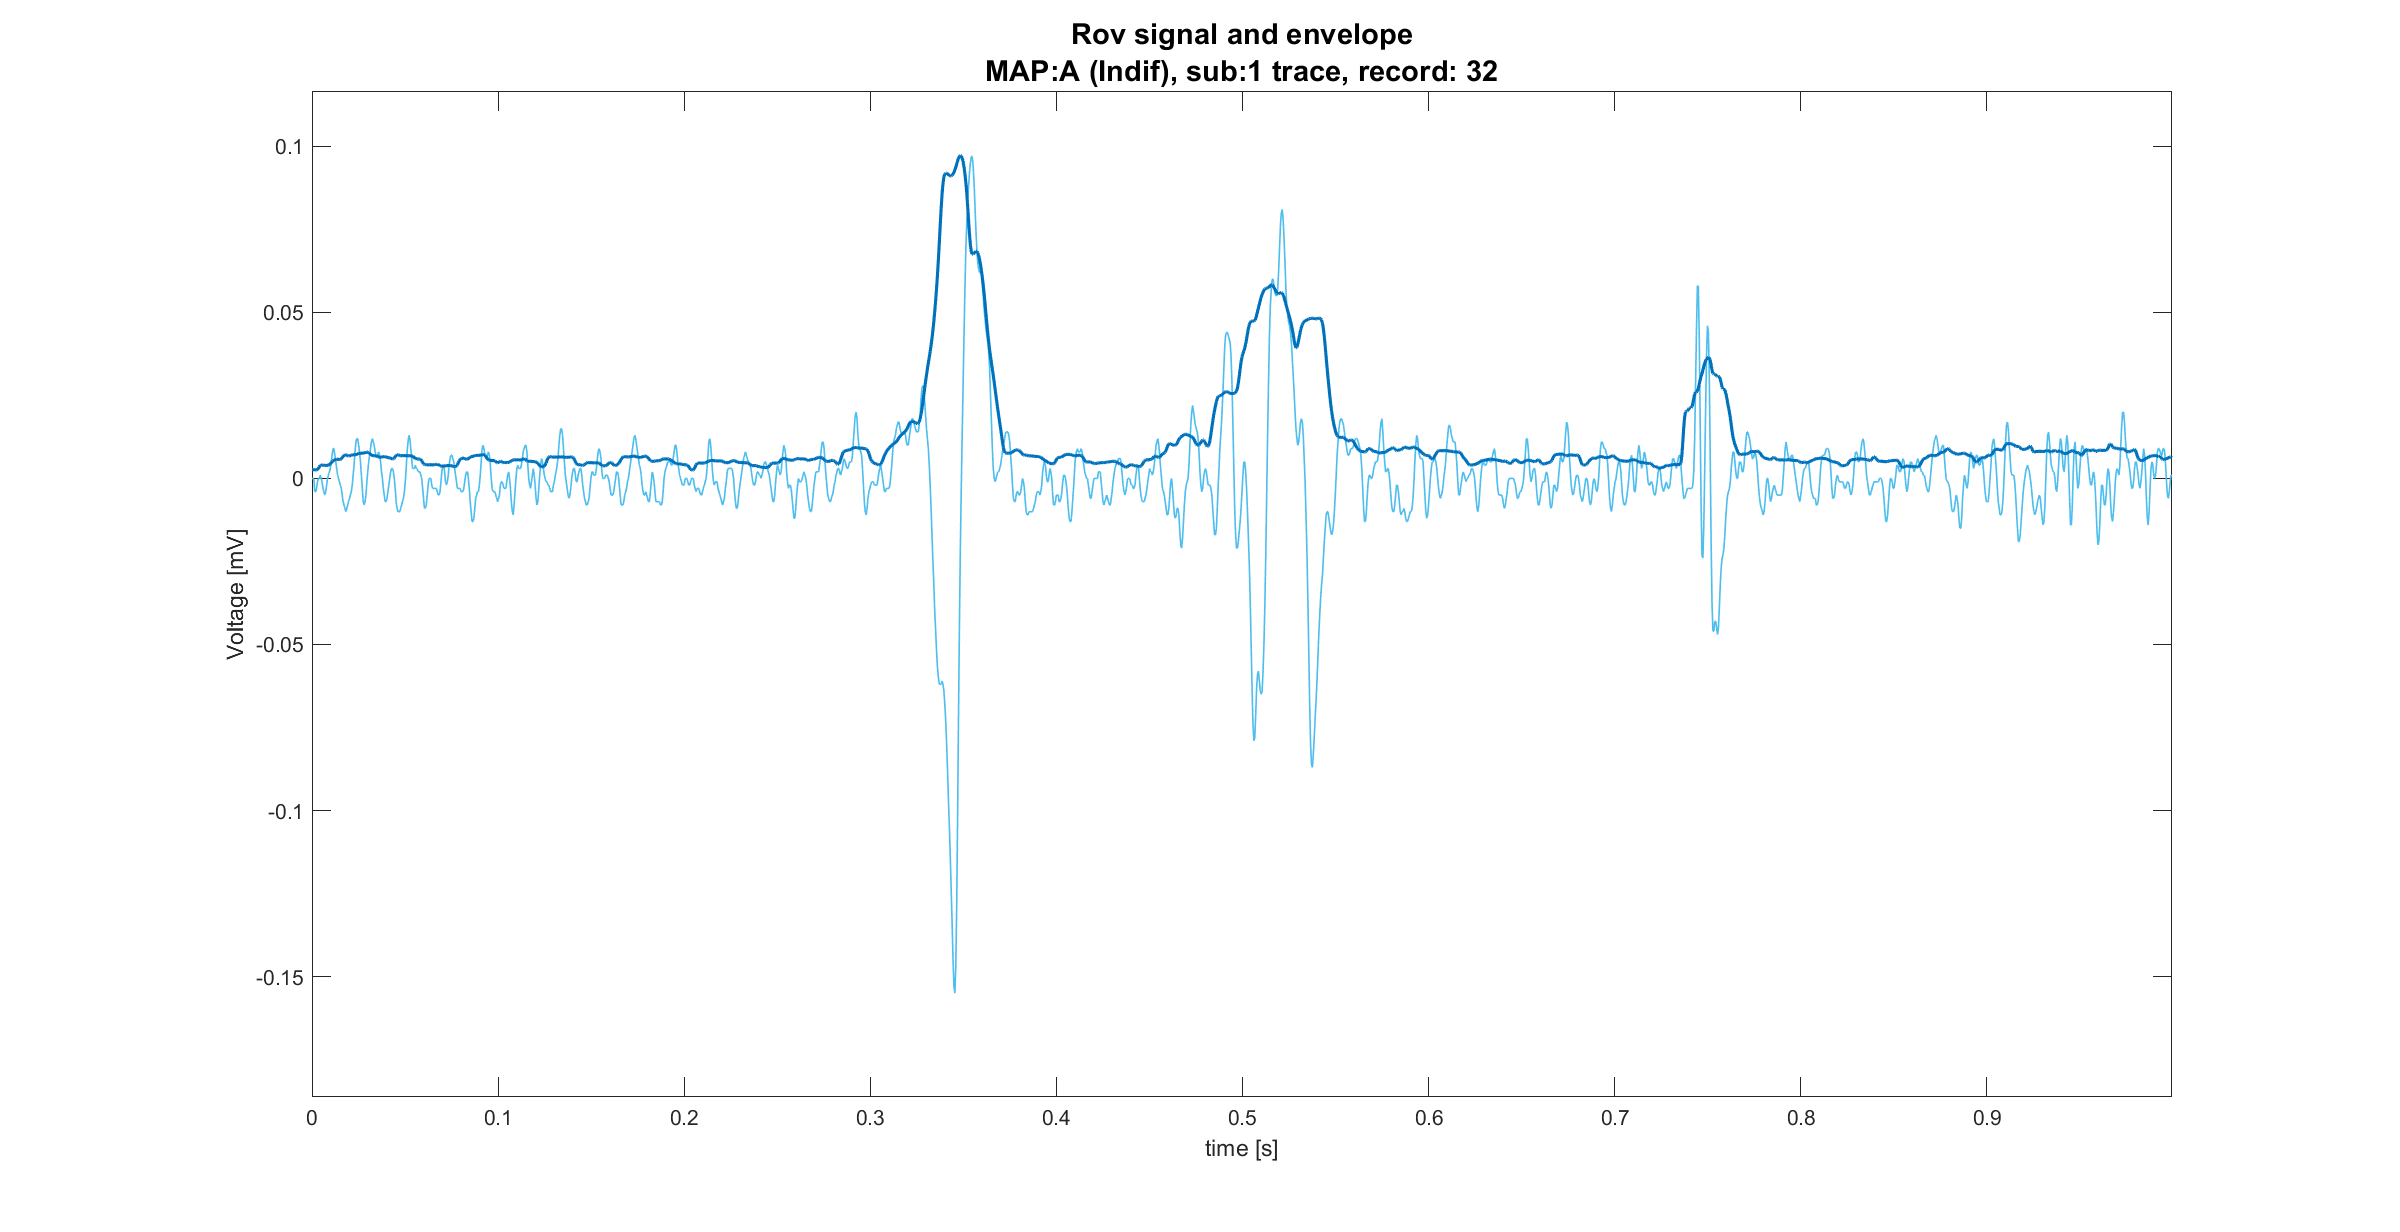 Rov signal and envelope
MAP:A (Indif), sub:1 trace, record: 32
0.1
0.05
0
-0.05
-0.1
-0.15
Voltage [mV]
0 0.1 0.2 0.3 0.4 0.5 0.6 0.7 0.8 0.9
time [s]